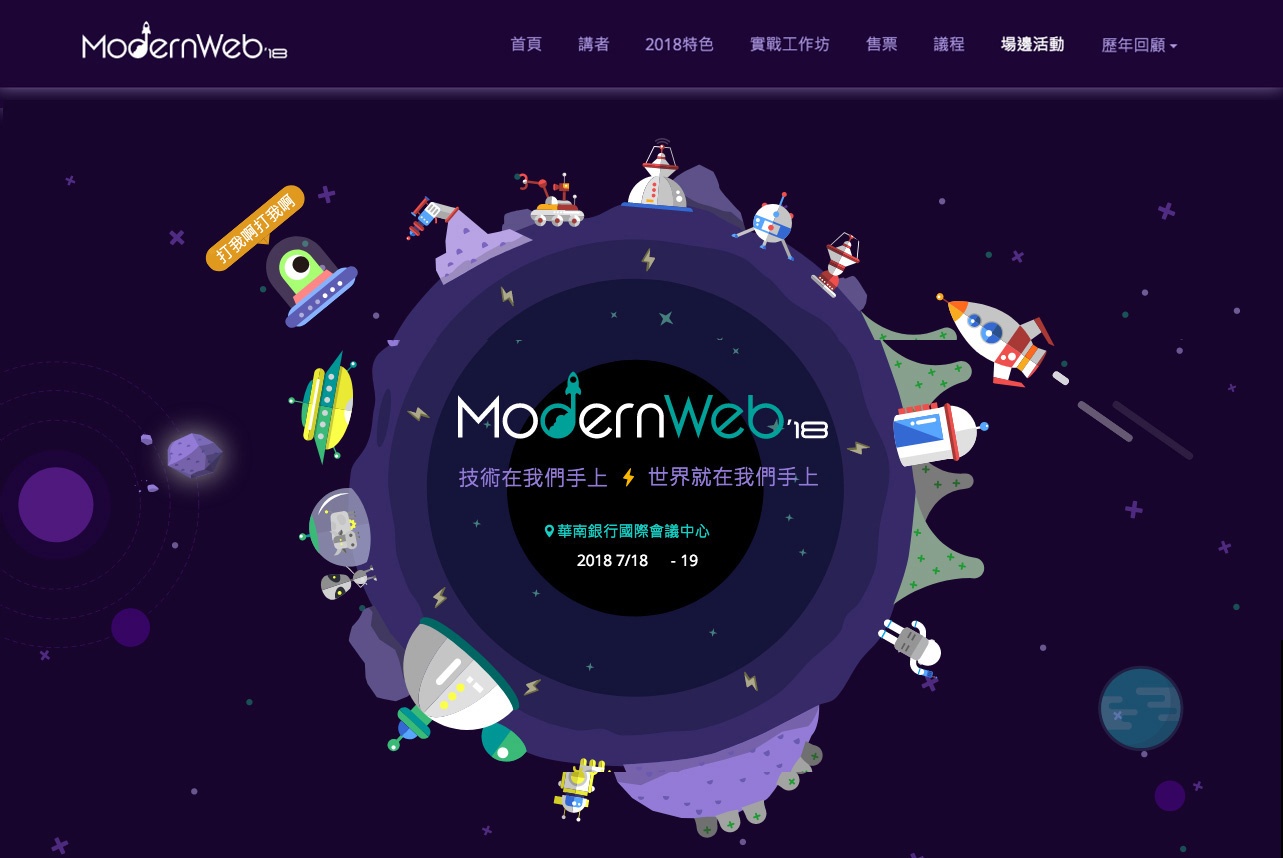 ModernWeb'18
首頁
講者
2018特色
實戰工作坊
售票
議程
場邊活動
歷年回顧
打我啊打我啊
ModernWeb'18
技術在我們手上 世界就在我們手上
華南銀行國際會議中心
2018 7/18 - 19